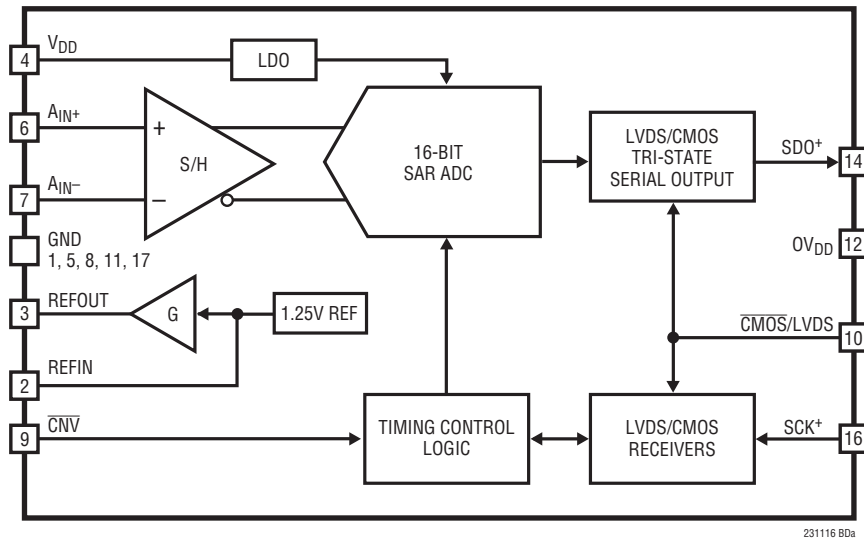 4
V_DD
LDO
6
A_IN+
+
S/H
7
A_IN−
−
GND
1, 5, 8, 11, 17
16-BIT
SAR ADC
LVDS/CMOS
TRI-STATE
SERIAL OUTPUT
SDO+
14
OV_DD
12
3
REFOUT
G
1.25V REF
2
REFIN
C̅M̅O̅S̅/LVDS
10
9
C̅N̅V̅
TIMING CONTROL
LOGIC
LVDS/CMOS
RECEIVERS
SCK+
16
231116 BDa